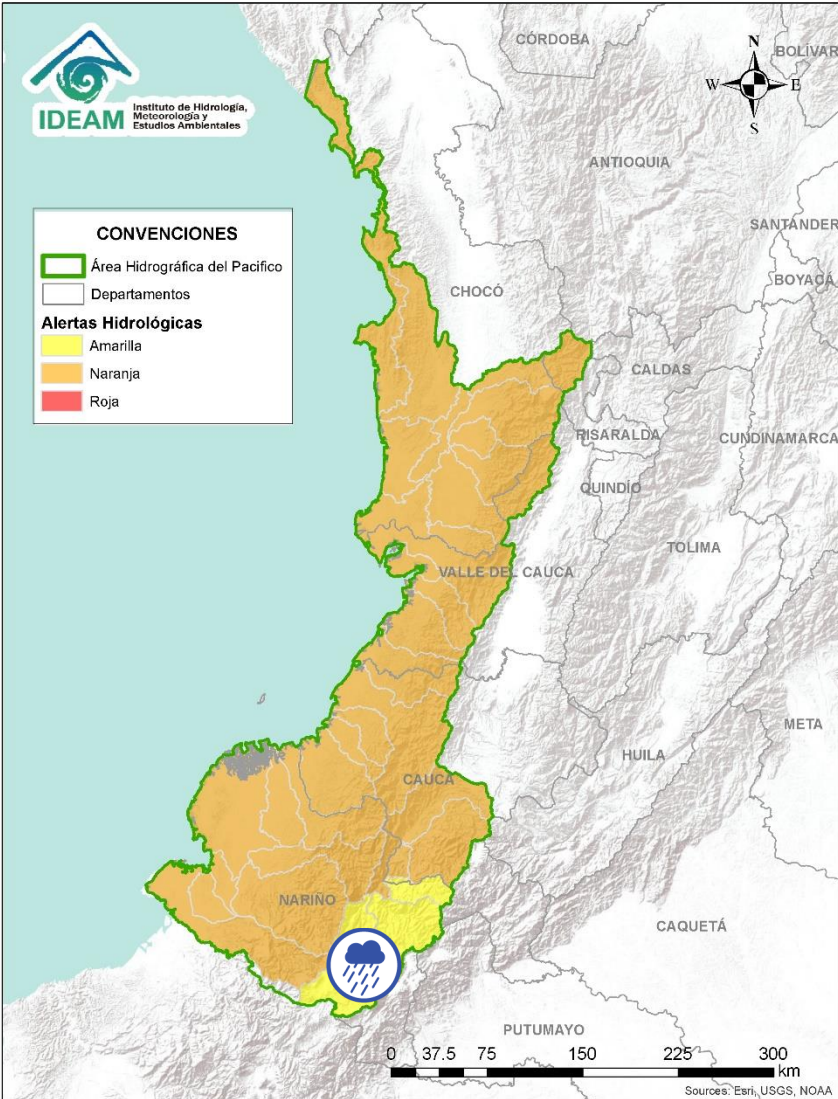 IDEAM
Instituto de Hidrología,
Meteorología y
Estudios Ambientales
CÓRDOBA
BOLÍVAR
N
W
E
S
ANTIOQUIA
SANTANDER
BOYACÁ
CONVENCIONES
Área Hidrográfica del Pacifico
Departamentos
Alertas Hidrológicas
Amarilla
Naranja
Roja
CHOCÓ
CALDAS
RISARALDA
CUNDINAMARCA
QUINDÍO
TOLIMA
VALLE DEL CAUCA
META
HUILA
CAUCA
NARIÑO
CAQUETÁ
PUTUMAYO
0 37.5 75 150 225 300
km
Sources: Esri, USGS, NOAA